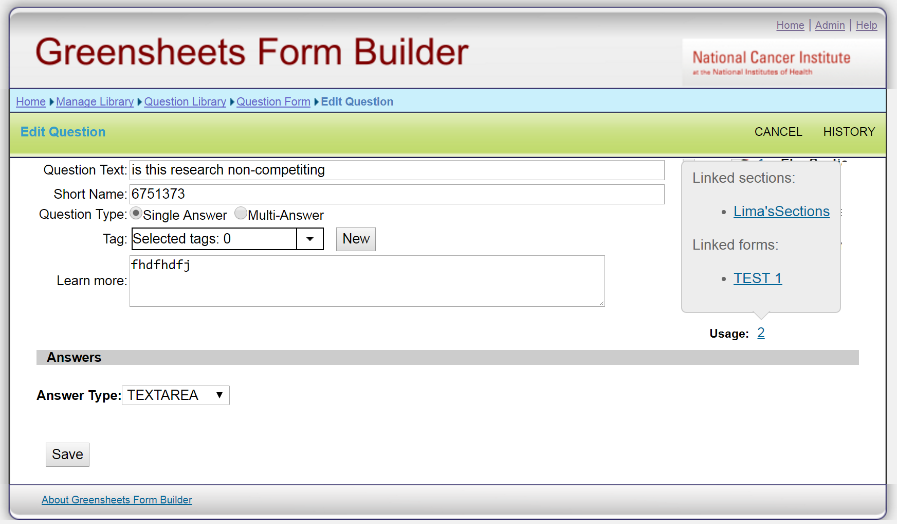 Home | Admin | Help
Greensheets Form Builder
National Cancer Institute
at the National Institutes of Health
Home Manage Library Question Library Question Form Edit Question
Edit Question CANCEL HISTORY
Question Text: is this research non-competiting
Short Name: 6751373
Question Type: Single Answer Multi-Answer
Tag: Selected tags: 0 New
Learn more: fhdfhdfj
Linked sections:
Lima'sSections
Linked forms:
TEST 1
Usage: 2
Answers
Answer Type: TEXTAREA
Save
About Greensheets Form Builder